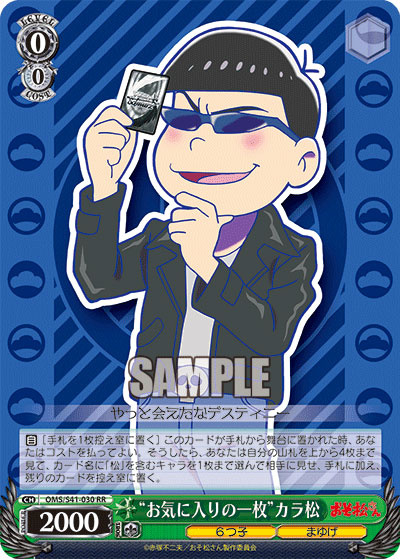 LEVEL
0
0
COST
SAMPLE
やっと会えたなデスティニー
自 [手札を1枚控え室に置く] このカードが手札から舞台に置かれた時、あな
たはコストを払ってよい。そうしたら、あなたは自分の山札を上から4枚まで
見て、カード名に「松」を含むキャラを1枚まで選んで相手に見せ、手札に加え、
残りのカードを控え室に置く。
CH OMS/S41-030 RR
2000
“お気に入りの一枚”カラ松
おそ松さん
6つ子
まゆげ
©赤塚不二夫/おそ松さん製作委員会